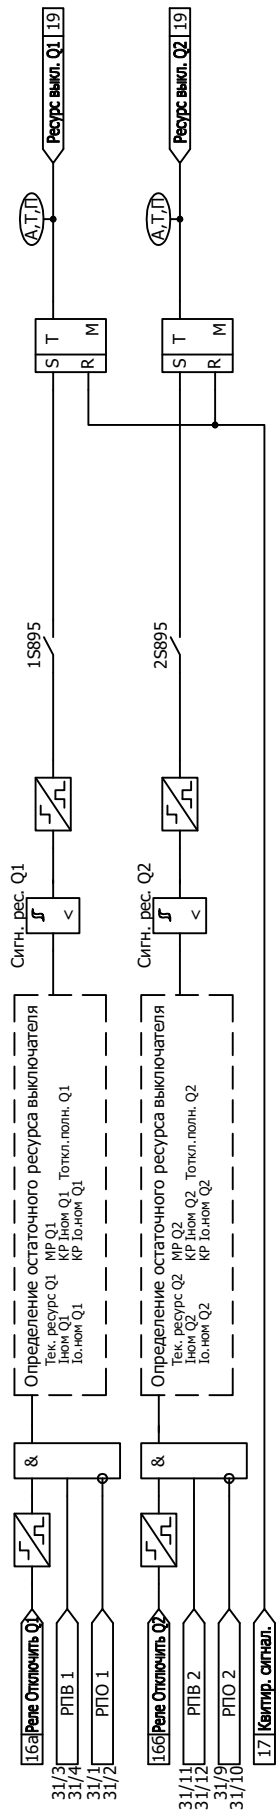 16а Реле Отключить Q1
31/3
31/4
РПВ 1
31/1
31/2
РПО 1
&
Определение остаточного ресурса выключателя
Тек. ресурс Q1 МР Q1
Iном Q1 КР Iном Q1 Тоткл.полн. Q1
Iо.ном Q1 КР Iо.ном Q1
Сигн. рес. Q1
<
1S895
S T
R M
А,Т,П
Ресурс выкл. Q1 19
16б Реле Отключить Q2
31/11
31/12
РПВ 2
31/9
31/10
РПО 2
&
Определение остаточного ресурса выключателя
Тек. ресурс Q2 МР Q2
Iном Q2 КР Iном Q2 Тоткл.полн. Q2
Iо.ном Q2 КР Iо.ном Q2
Сигн. рес. Q2
<
2S895
S T
R M
А,Т,П
Ресурс выкл. Q2 19
17 Квитир. сигнал.